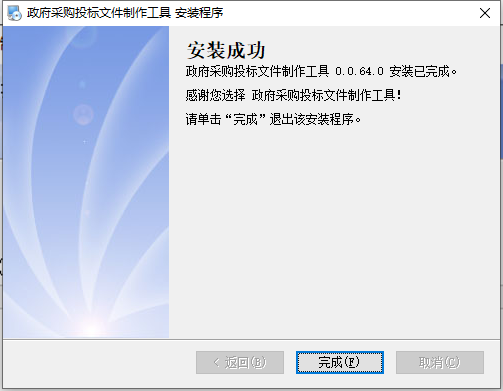 政府采购投标文件制作工具 安装程序
安装成功
政府采购投标文件制作工具 0.0.64.0 安装已完成。
感谢您选择 政府采购投标文件制作工具!
请单击“完成”退出该安装程序。
< 返回(B)
完成(F)
取消(C)